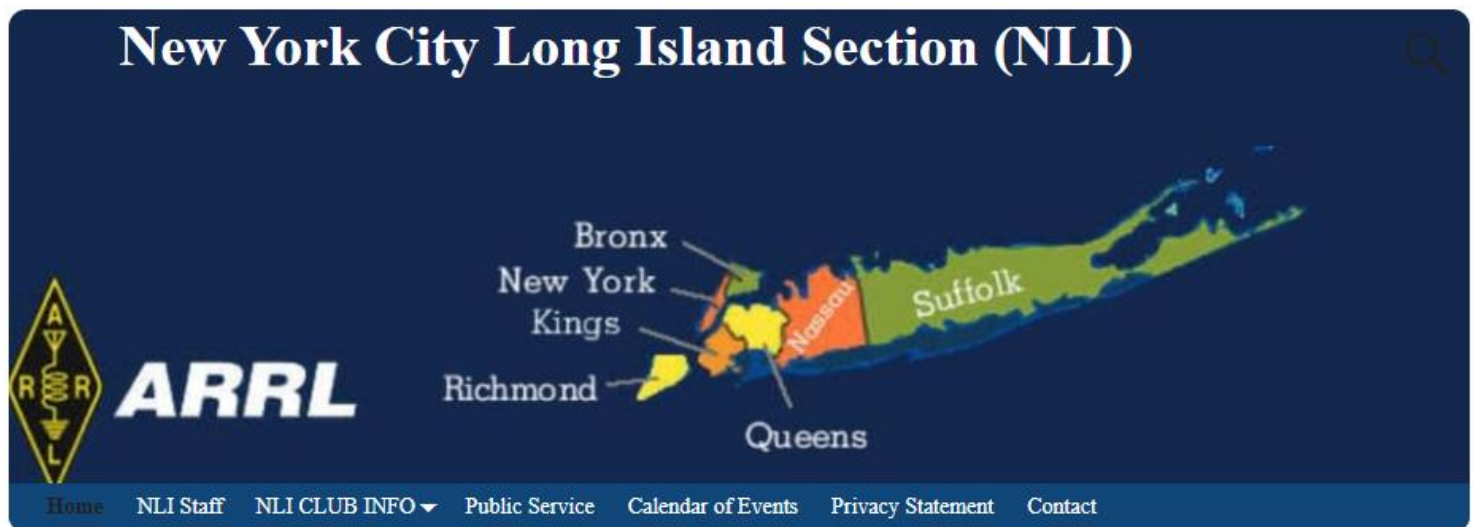 New York City Long Island Section (NLI)
Bronx
New York
Kings
Richmond
Nassau
Suffolk
Queens
A
R R
L
ARRL
Home NLI Staff NLI CLUB INFO Public Service Calendar of Events Privacy Statement Contact